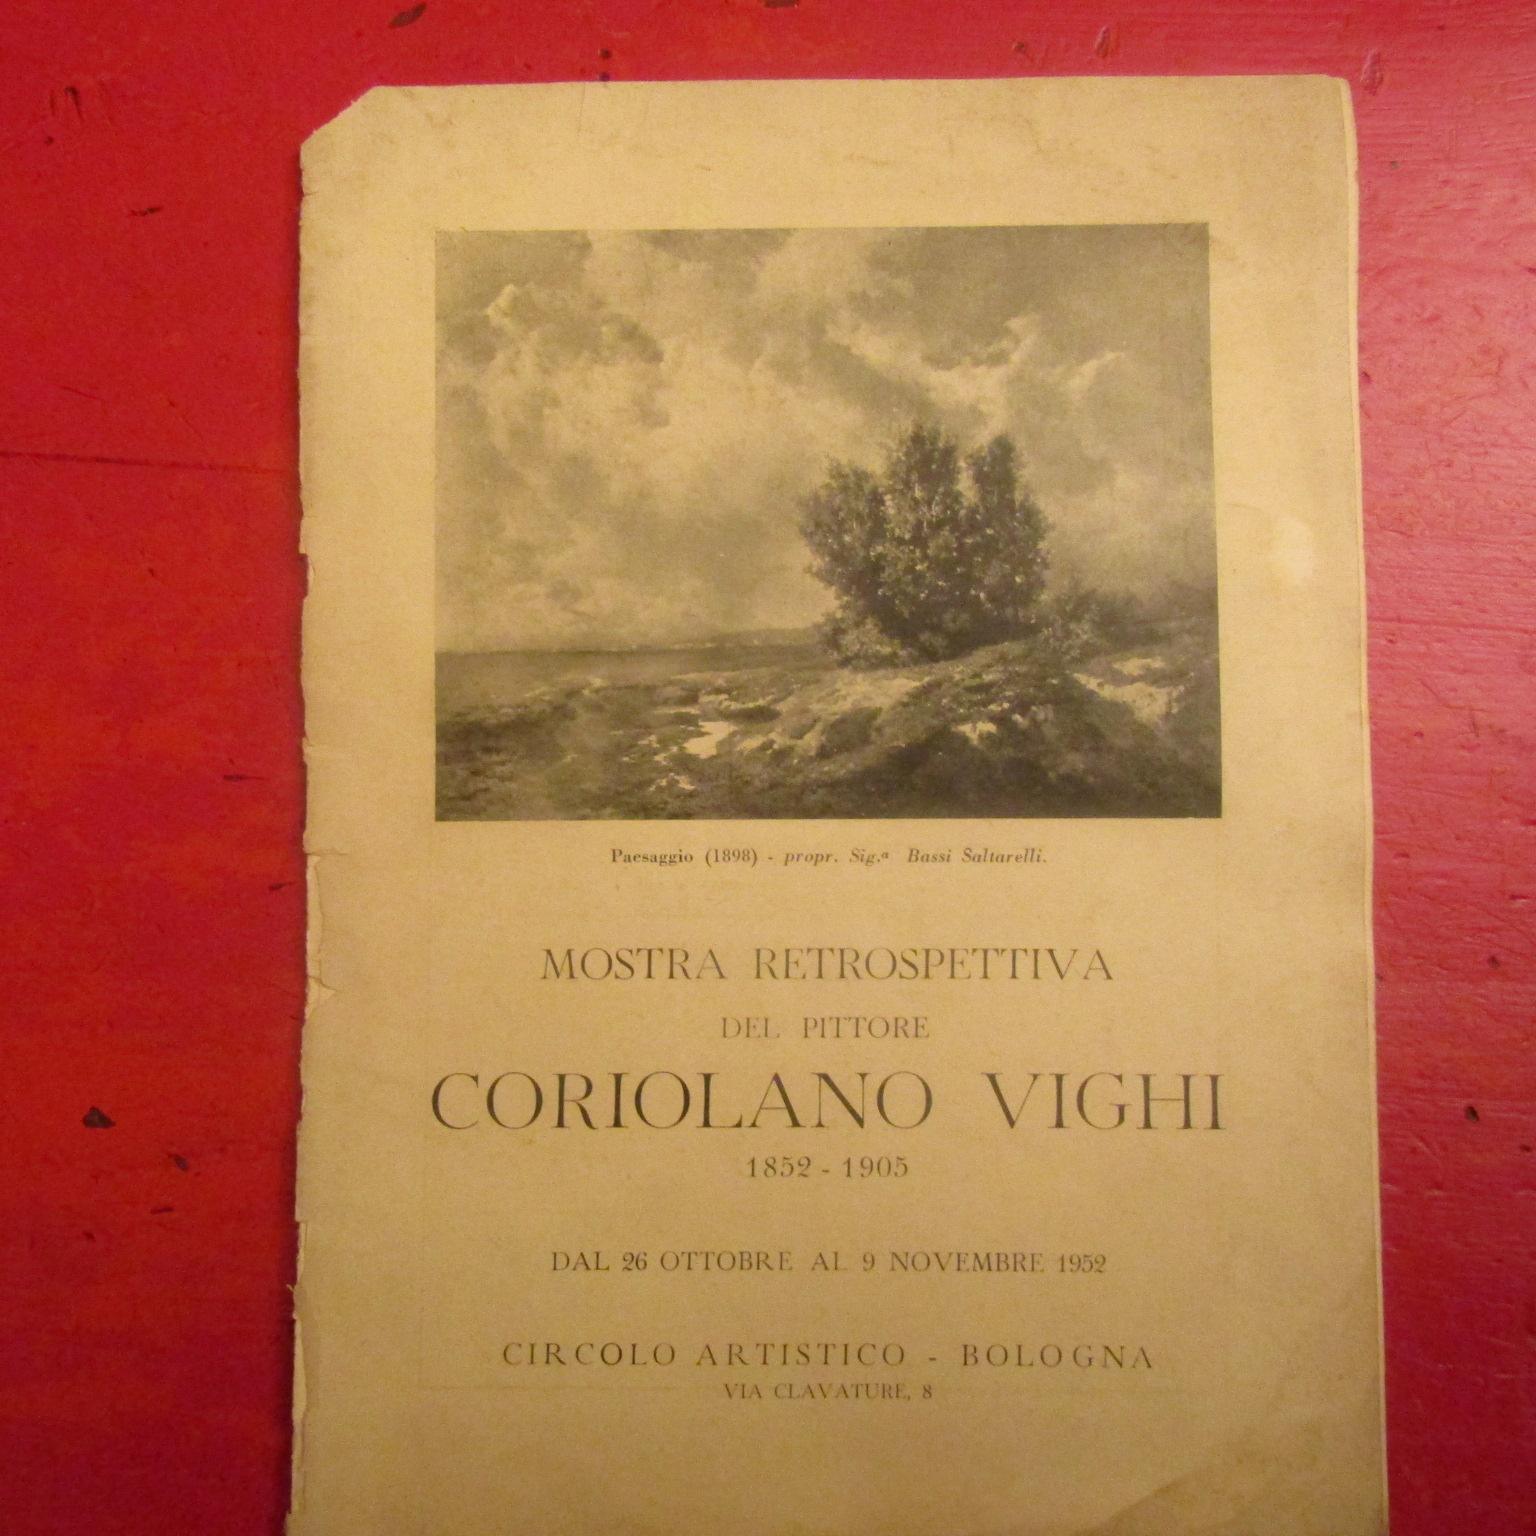 Paesaggio (1898) - propr. Sig.ª Bassi Saltarelli.
MOSTRA RETROSPETTIVA
DEL PITTORE
CORIOLANO VIGHI
1852 - 1905
DAL 26 OTTOBRE AL 9 NOVEMBRE 1952
CIRCOLO ARTISTICO - BOLOGNA
VIA CLAVATURE, 8